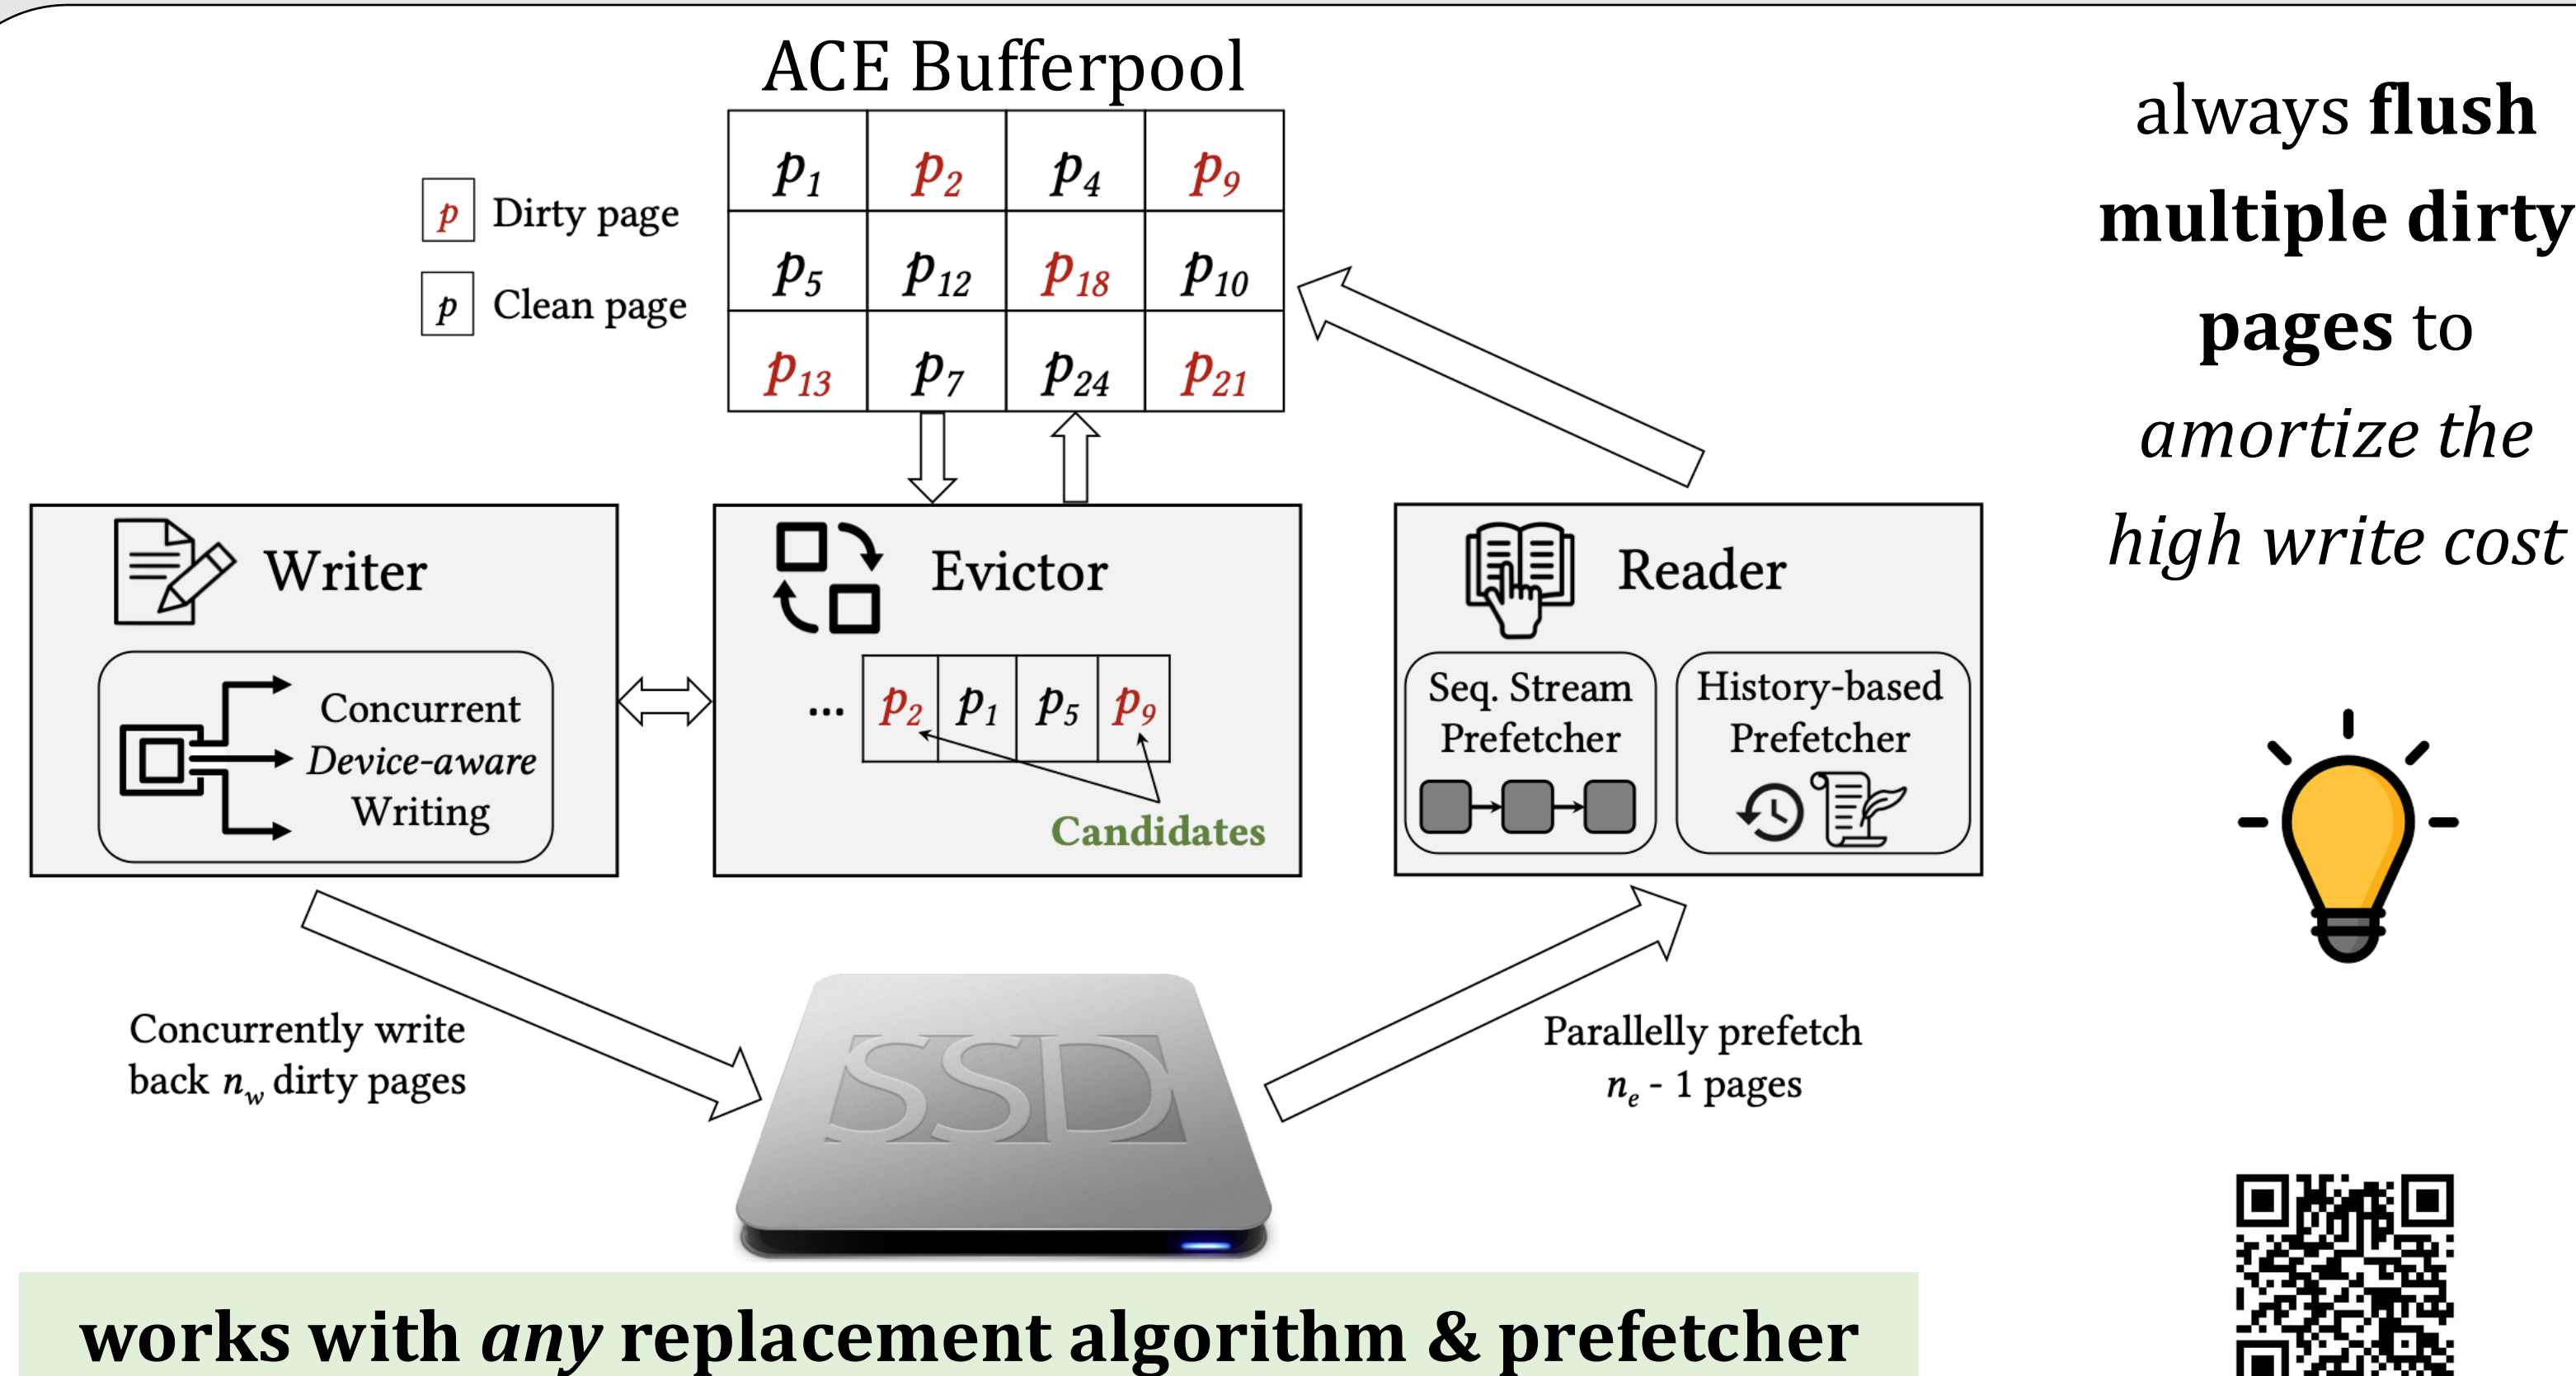 ACE Bufferpool
p Dirty page
p Clean page
p1 p2 p4 p9
p5 p12 p18 p10
p13 p7 p24 p21
always flush
multiple dirty
pages to
amortize the
high write cost
Writer
Concurrent
Device-aware
Writing
Evictor
... p2 p1 p5 p9
Candidates
Reader
Seq. Stream
Prefetcher
History-based
Prefetcher
Concurrently write
back nw dirty pages
SSD
Parallelly prefetch
ne - 1 pages
works with any replacement algorithm & prefetcher